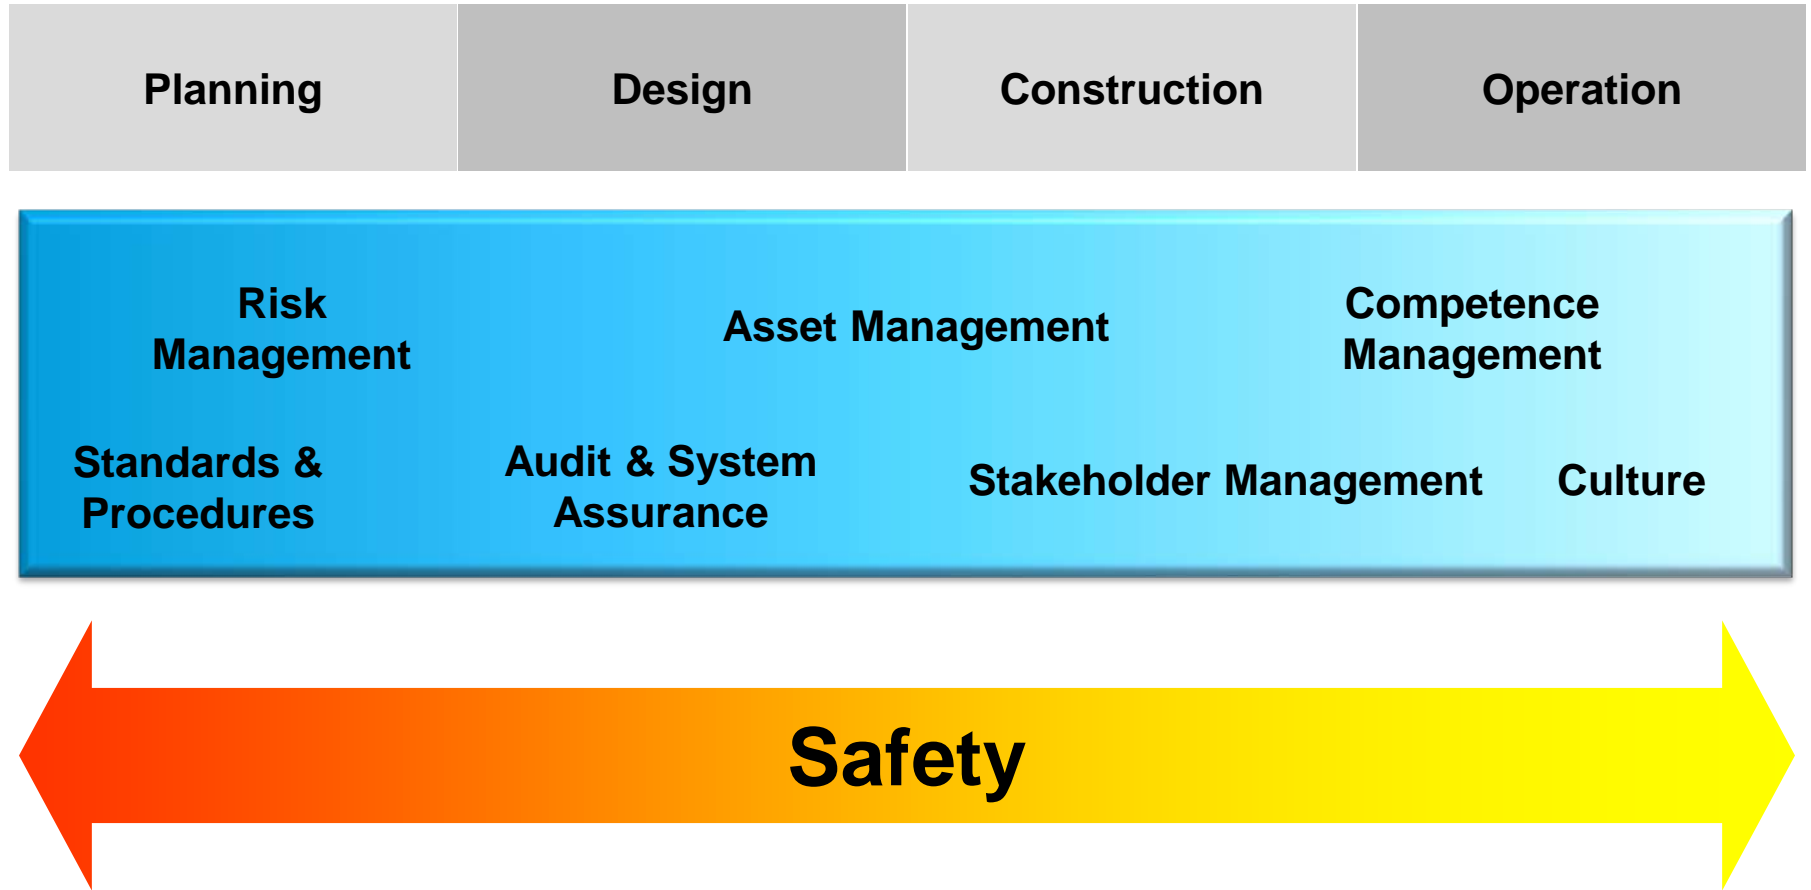 Planning
Design
Construction
Operation
Risk
Management
Asset Management
Competence
Management
Standards &
Procedures
Audit & System
Assurance
Stakeholder Management
Culture
Safety